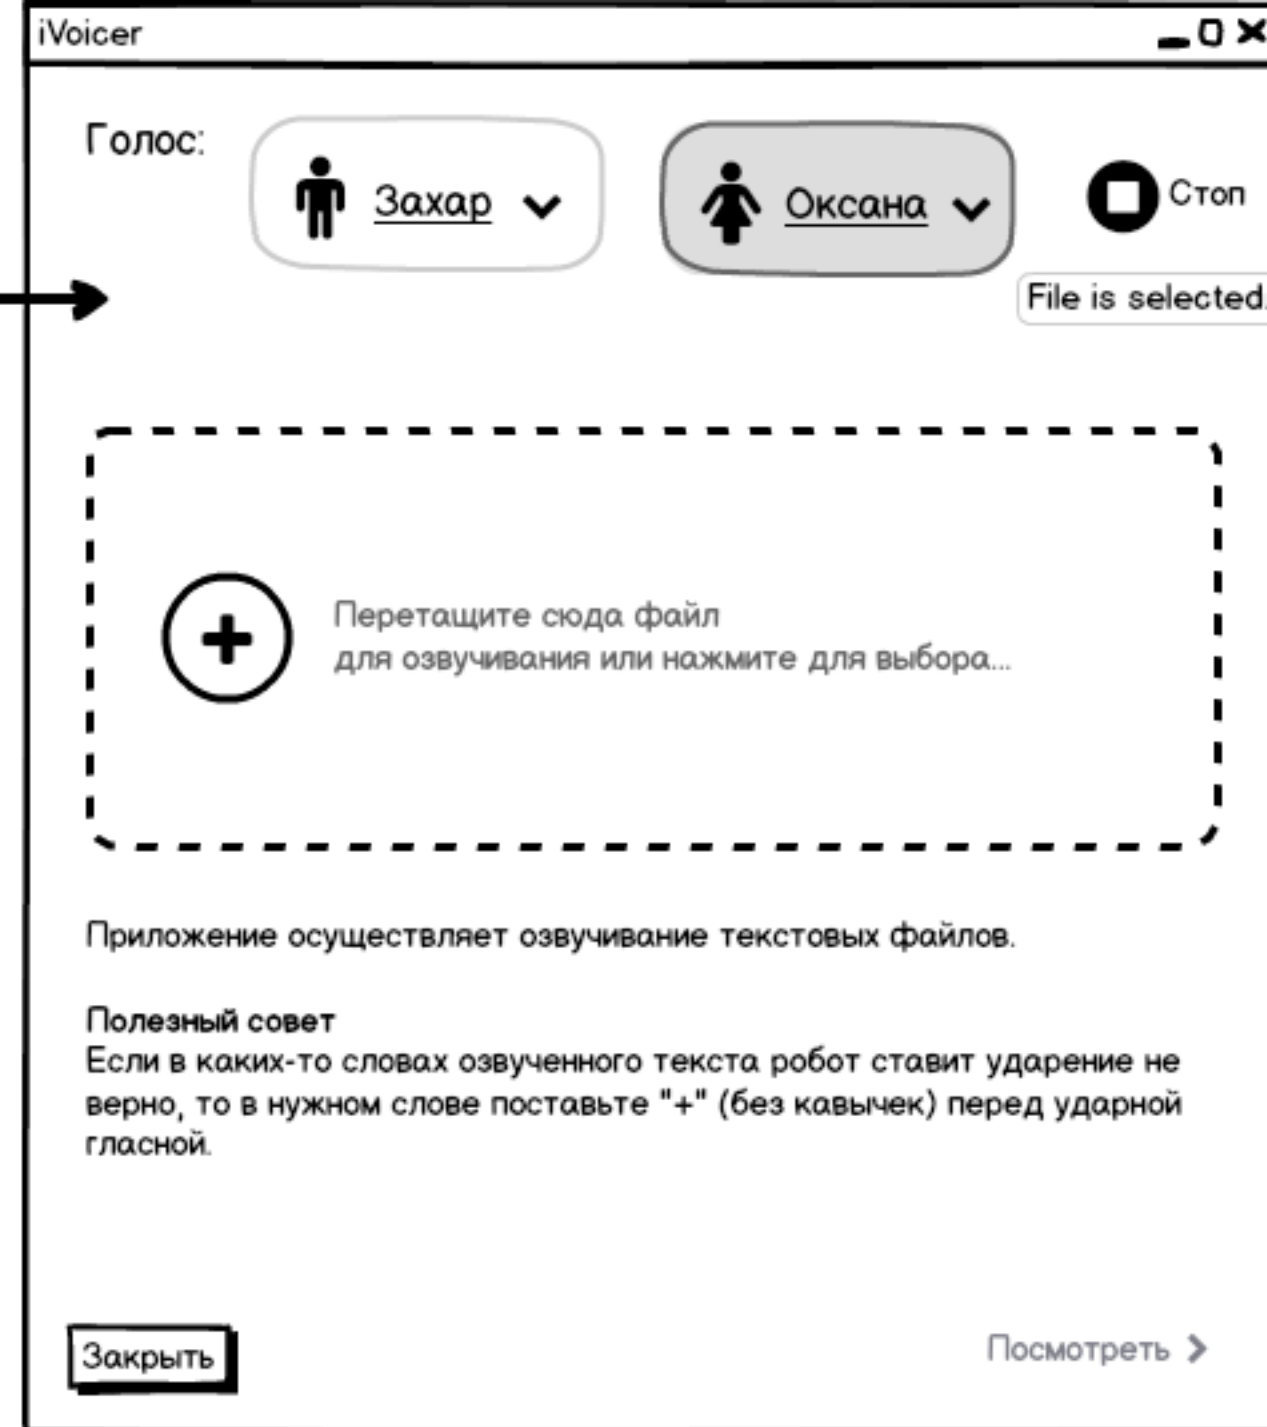 iVoicer
Голос:
Захар
Оксана
Стоп
File is selected.
Перетащите сюда файл
для озвучивания или нажмите для выбора...
Приложение осуществляет озвучивание текстовых файлов.
Полезный совет
Если в каких-то словах озвученного текста робот ставит ударение не
верно, то в нужном слове поставьте "+" (без кавычек) перед ударной
гласной.
Закрыть
Посмотреть